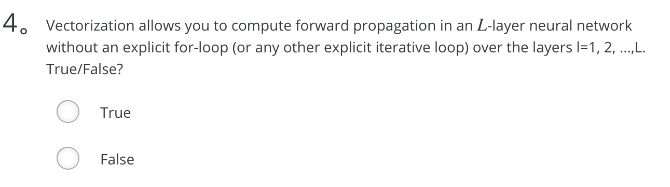 4. Vectorization allows you to compute forward propagation in an L-layer neural network
without an explicit for-loop (or any other explicit iterative loop) over the layers l=1, 2, ...,L.
True/False?
True
False